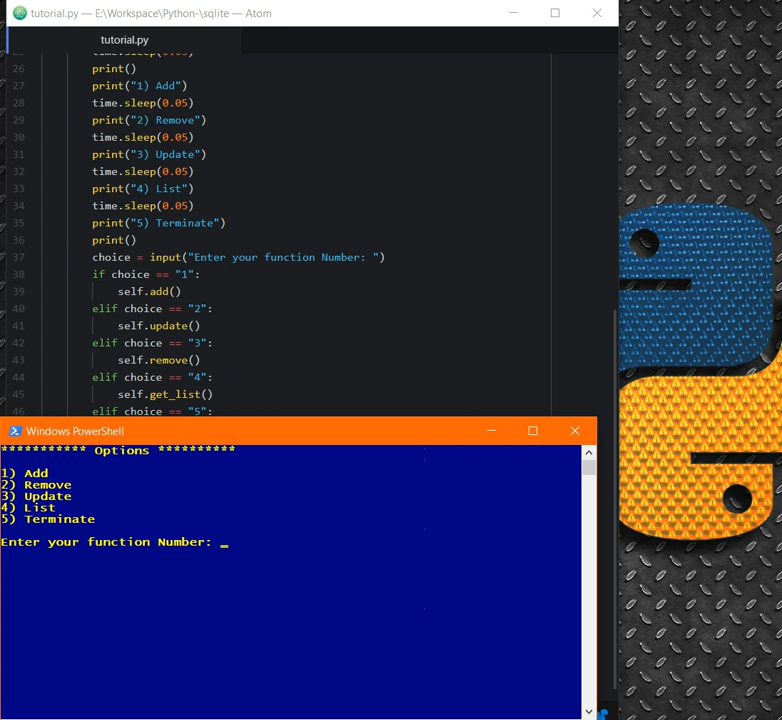 tutorial.py — E:\Workspace\Python-\sqlite — Atom
tutorial.py
25 time.sleep(0.05)
26 print()
27 print("1) Add")
28 time.sleep(0.05)
29 print("2) Remove")
30 time.sleep(0.05)
31 print("3) Update")
32 time.sleep(0.05)
33 print("4) List")
34 time.sleep(0.05)
35 print("5) Terminate")
36 print()
37 choice = input("Enter your function Number: ")
38 if choice == "1":
39 self.add()
40 elif choice == "2":
41 self.update()
42 elif choice == "3":
43 self.remove()
44 elif choice == "4":
45 self.get_list()
46 elif choice == "5":
Windows PowerShell
*********** Options **********
1) Add
2) Remove
3) Update
4) List
5) Terminate
Enter your function Number: _